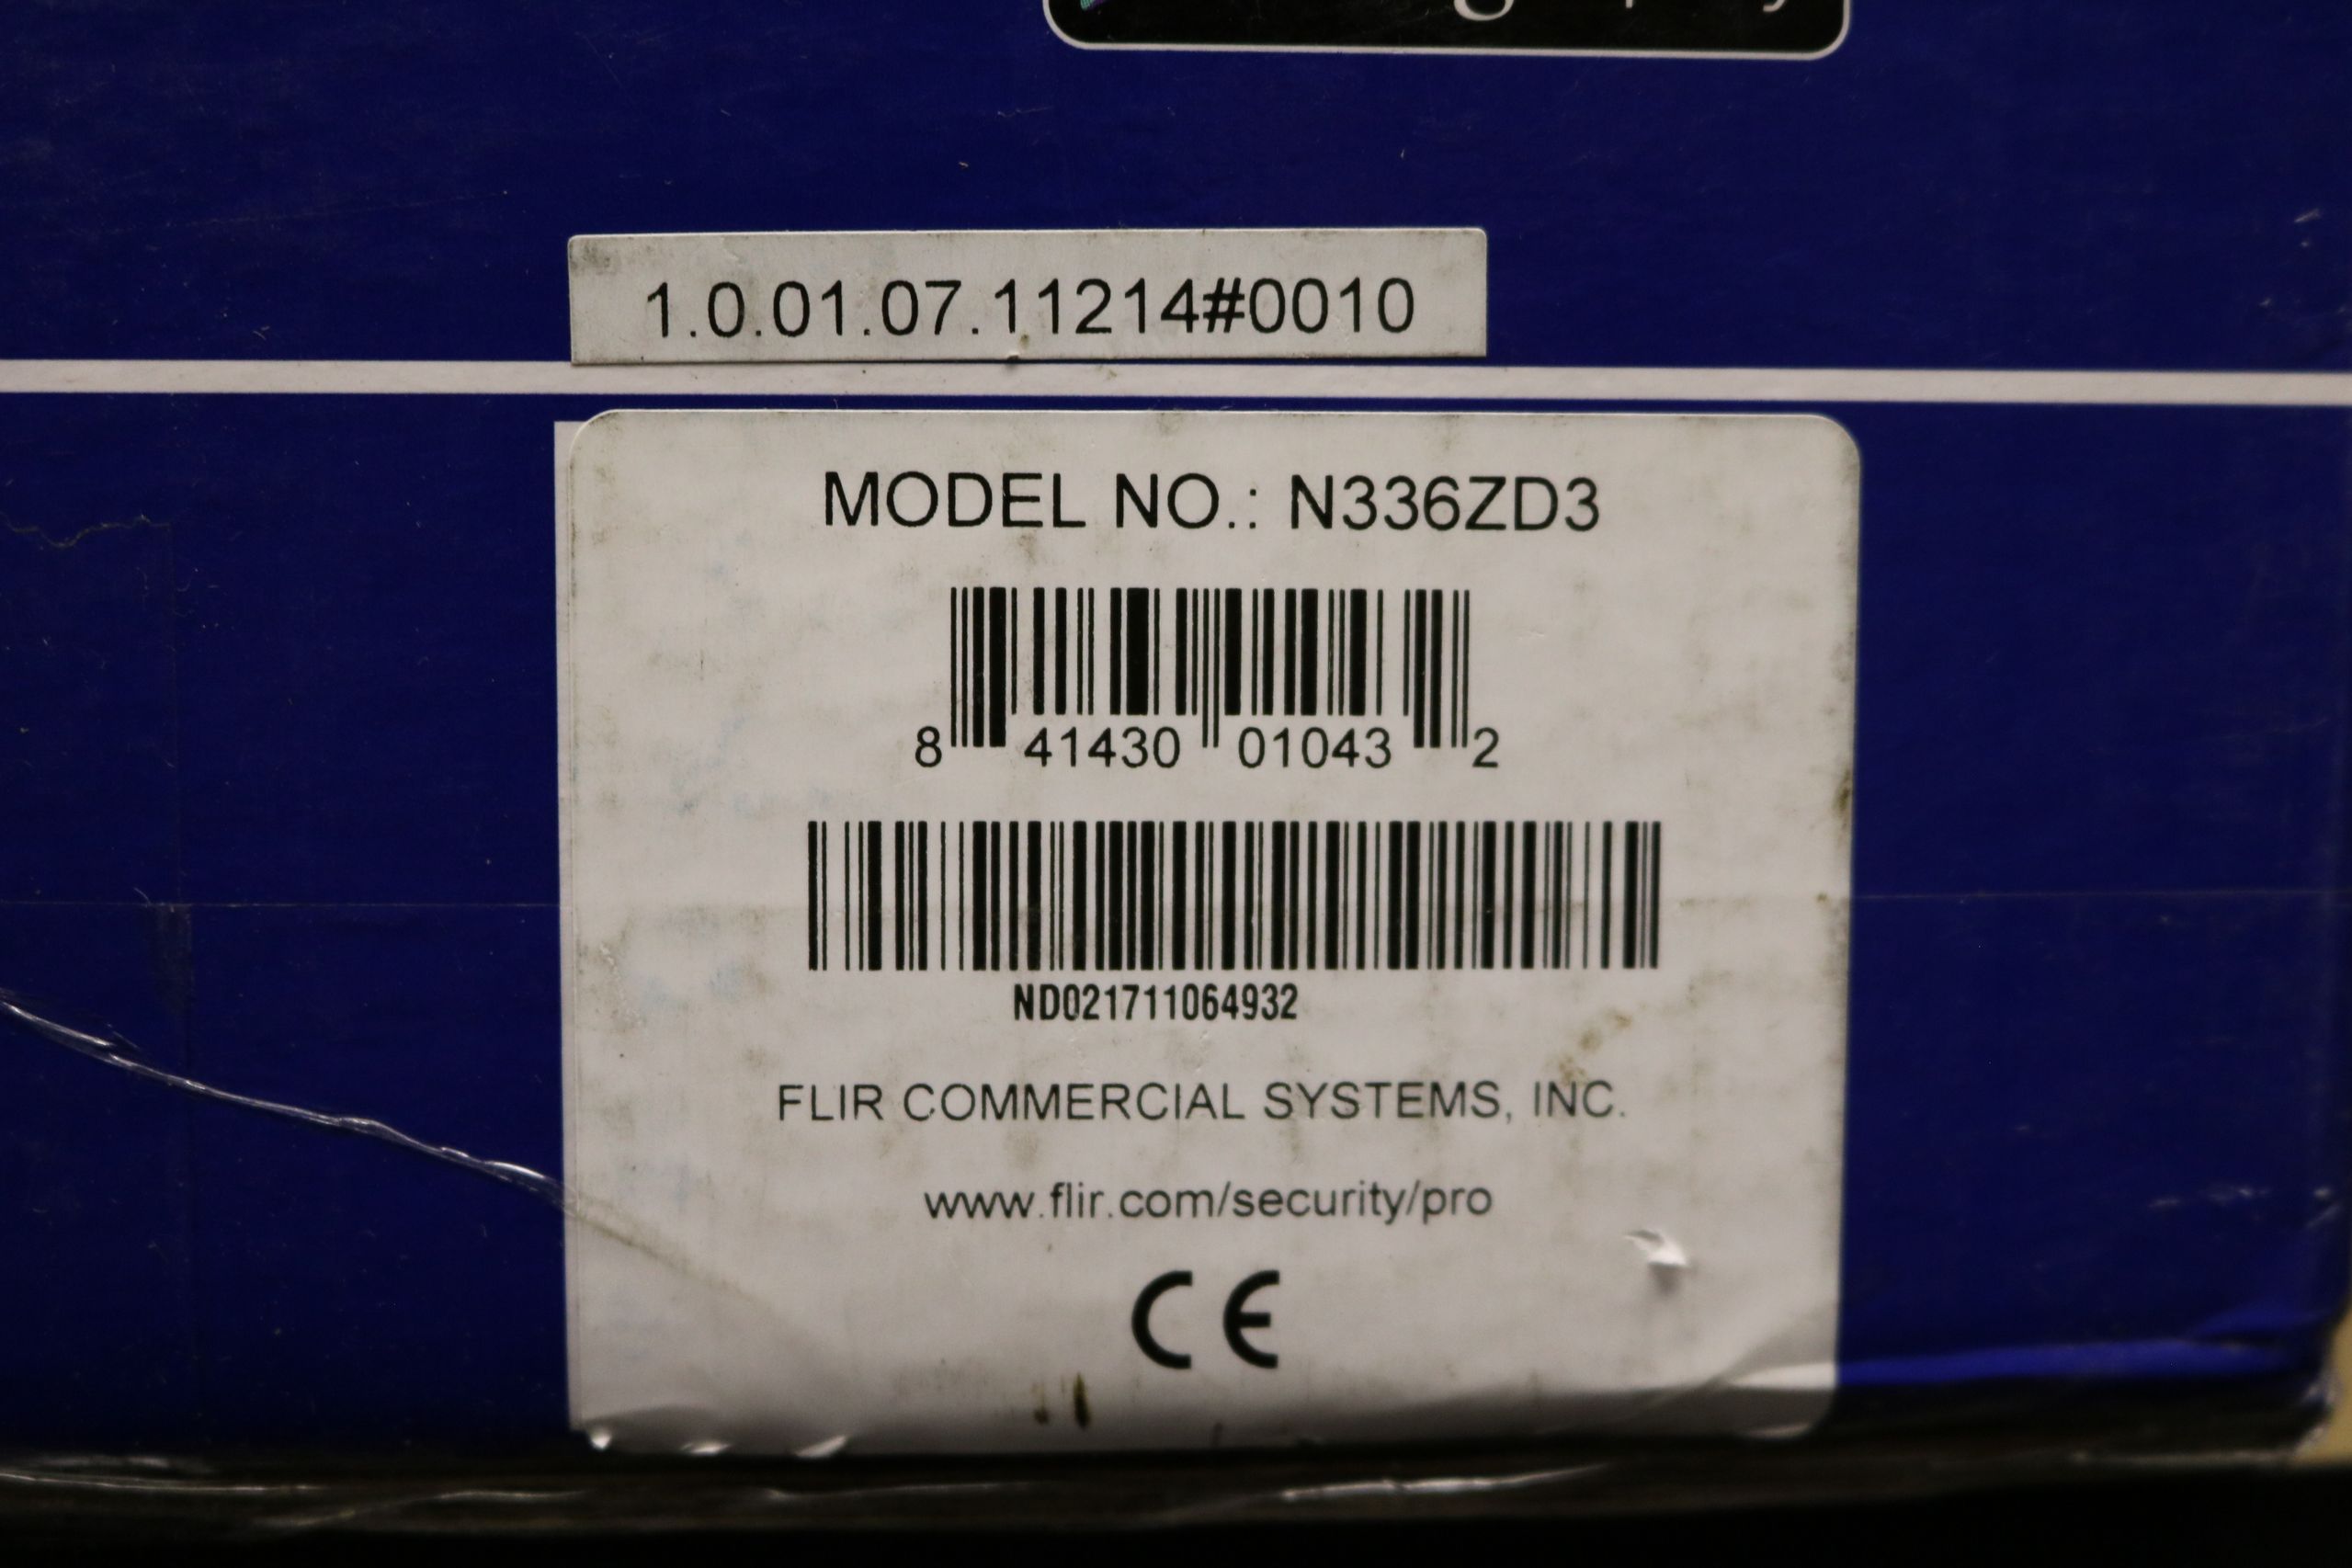 1.0.01.07.11214#0010
MODEL NO.: N336ZD3
8 41430 01043 2
ND021711064932
FLIR COMMERCIAL SYSTEMS, INC.
www.flir.com/security/pro
CE